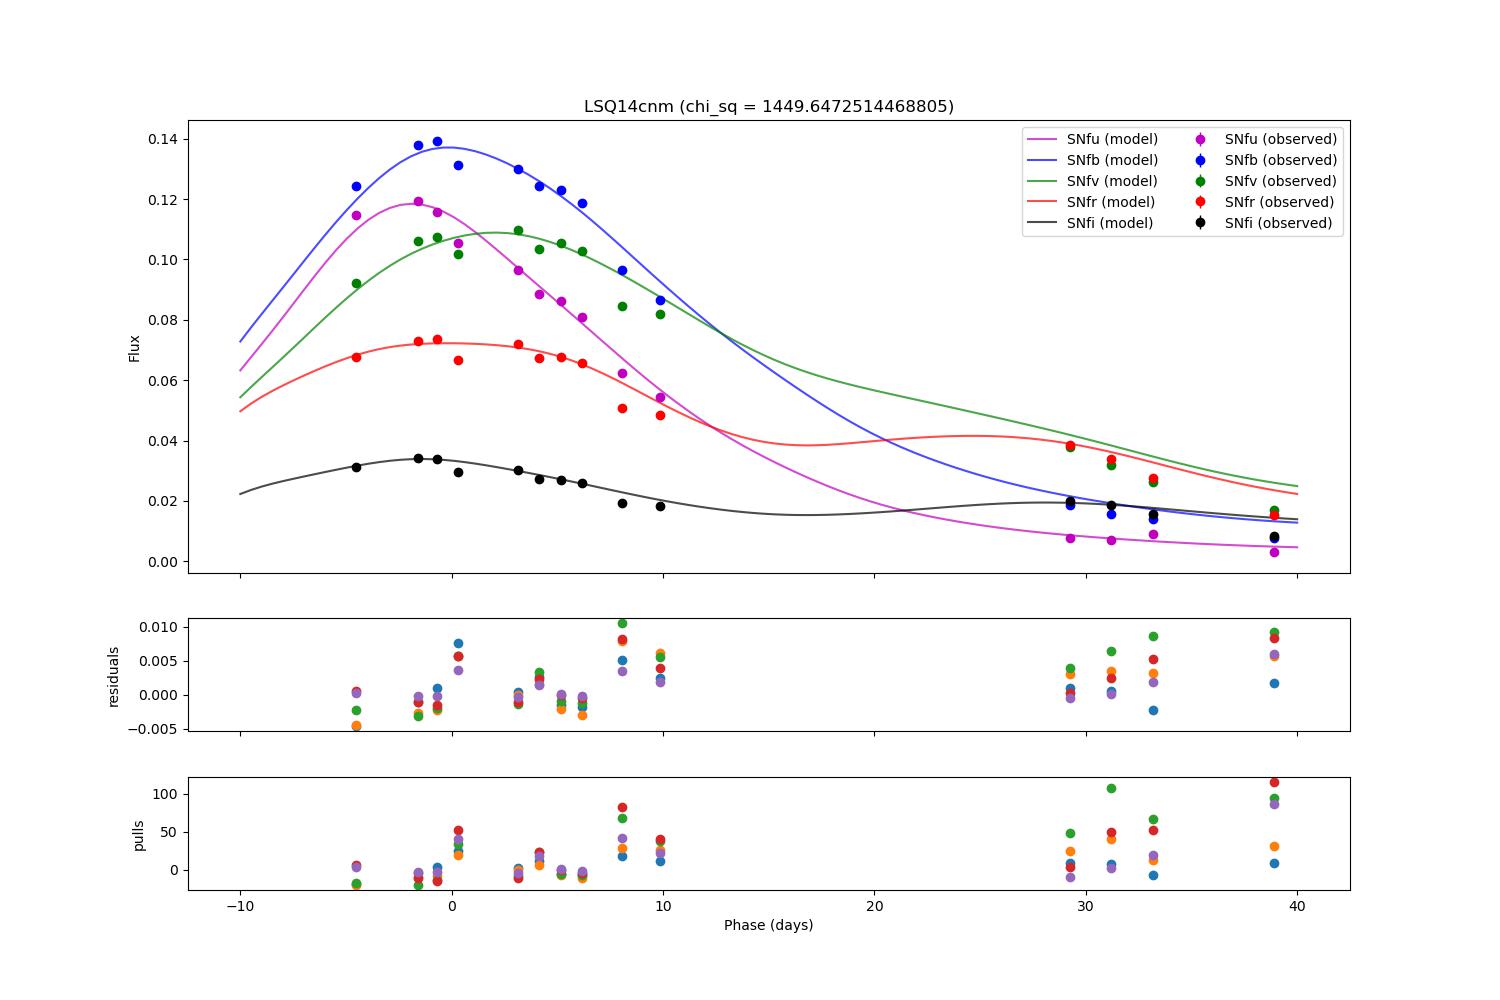 LSQ14cnm (chi_sq = 1449.6472514468805)
SNfu (model) SNfu (observed)
SNfb (model) SNfb (observed)
SNfv (model) SNfv (observed)
SNfr (model) SNfr (observed)
SNfi (model) SNfi (observed)
Flux
0.14
0.12
0.10
0.08
0.06
0.04
0.02
0.00
residuals
0.010
0.005
0.000
−0.005
pulls
100
50
0
−10 0 10 20 30 40
Phase (days)